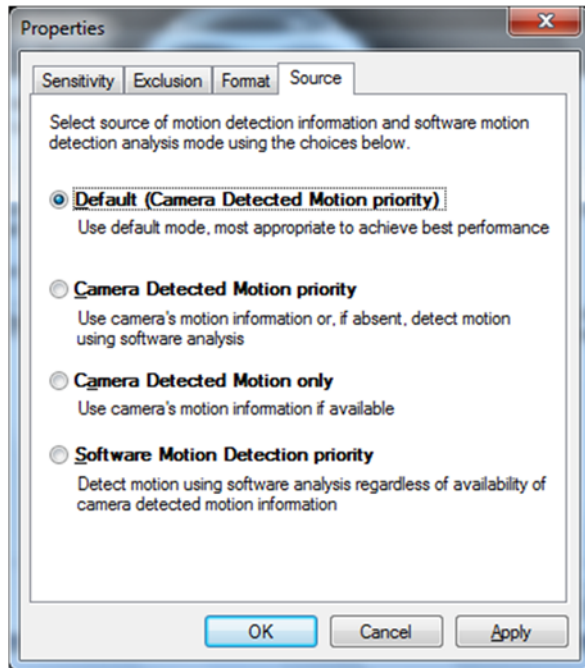 Properties
Sensitivity Exclusion Format Source
Select source of motion detection information and software motion
detection analysis mode using the choices below.
Default (Camera Detected Motion priority)
Use default mode, most appropriate to achieve best performance
Camera Detected Motion priority
Use camera's motion information or, if absent, detect motion
using software analysis
Camera Detected Motion only
Use camera's motion information if available
Software Motion Detection priority
Detect motion using software analysis regardless of availability of
camera detected motion information
OK Cancel Apply